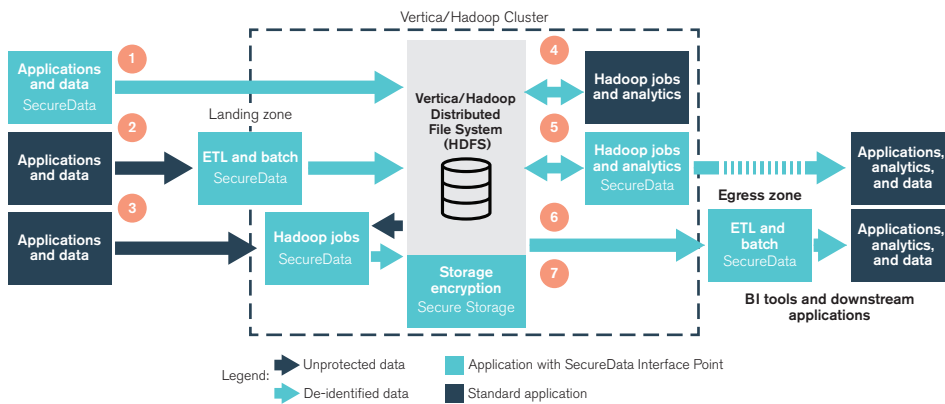 Vertica/Hadoop Cluster
1
Applications
and data
SecureData
2
Landing zone
Applications
and data
ETL and batch
SecureData
3
Applications
and data
Hadoop jobs
SecureData
Vertica/Hadoop
Distributed
File System
(HDFS)
Storage
encryption
Secure Storage
4
Hadoop jobs
and analytics
5
Hadoop jobs
and analytics
SecureData
Applications,
analytics,
and data
Egress zone
6
ETL and
batch
SecureData
Applications,
analytics,
and data
7
BI tools and downstream
applications
Legend:
Unprotected data
Application with SecureData Interface Point
De-identified data
Standard application